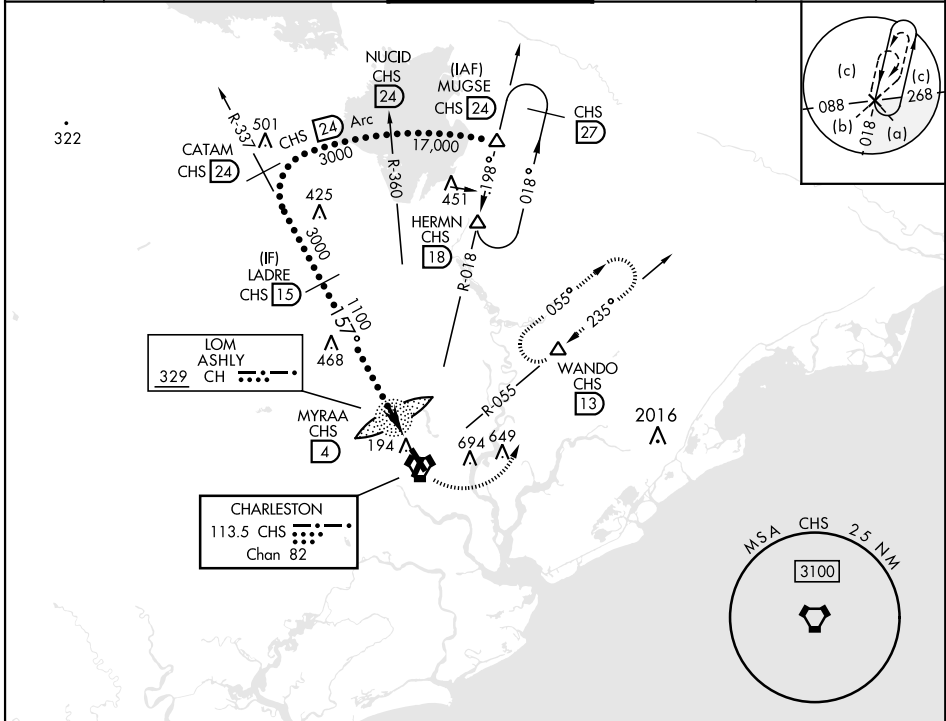 NUCID
CHS
24
(IAF)
MUGSE
CHS 24
CHS
27
(c)
(c)
088
268
(b)
018
(a)
322
R-337
501
CHS 24 Arc
3000
17,000
CATAM
CHS 24
R-360
198°
018°
451
425
HERMN
CHS
18
3000
R-018
(IF)
LADRE
CHS 15
1100
157°
055°
235°
468
LOM
ASHLY
329 CH
WANDO
CHS
13
R-055
MYRAA
CHS
4
194
694
649
2016
CHARLESTON
113.5 CHS
Chan 82
MSA CHS 25 NM
3100